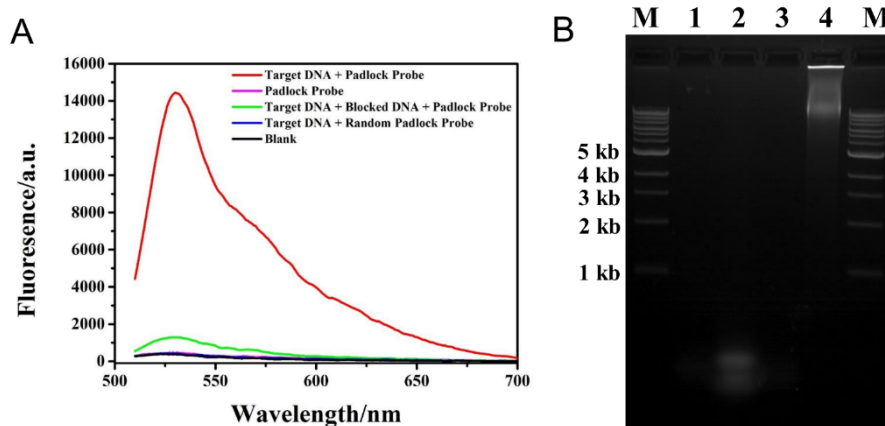 A
Fluoresence/a.u.
16000
14000
12000
10000
8000
6000
4000
2000
0
500
550
600
650
700
Wavelength/nm
Target DNA + Padlock Probe
Padlock Probe
Target DNA + Blocked DNA + Padlock Probe
Target DNA + Random Padlock Probe
Blank
B
M 1 2 3 4 M
5 kb
4 kb
3 kb
2 kb
1 kb